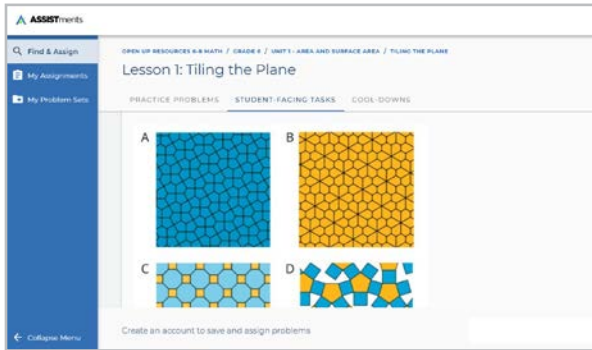 ASSISTments
Find & Assign
My Assignments
My Problem Sets
OPEN UP RESOURCES 6-8 MATH / GRADE 6 / UNIT 1 - AREA AND SURFACE AREA / TILING THE PLANE
Lesson 1: Tiling the Plane
PRACTICE PROBLEMS STUDENT-FACING TASKS COOL-DOWNS
A B
C D
Create an account to save and assign problems
Collapse Menu